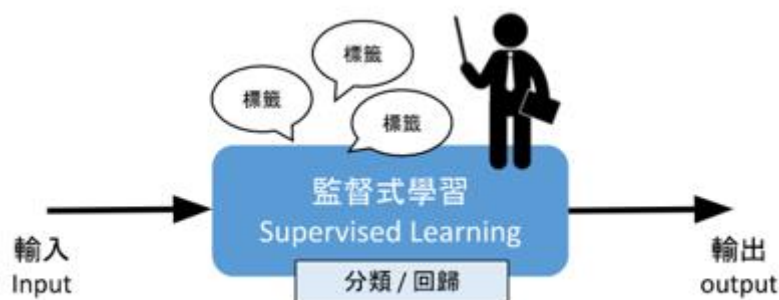 標籤
標籤
標籤
監督式學習
Supervised Learning
分類 / 回歸
輸入
Input
輸出
output